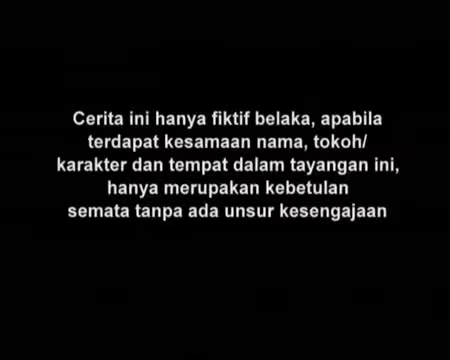 Cerita ini hanya fiktif belaka, apabila
terdapat kesamaan nama, tokoh/
karakter dan tempat dalam tayangan ini,
hanya merupakan kebetulan
semata tanpa ada unsur kesengajaan